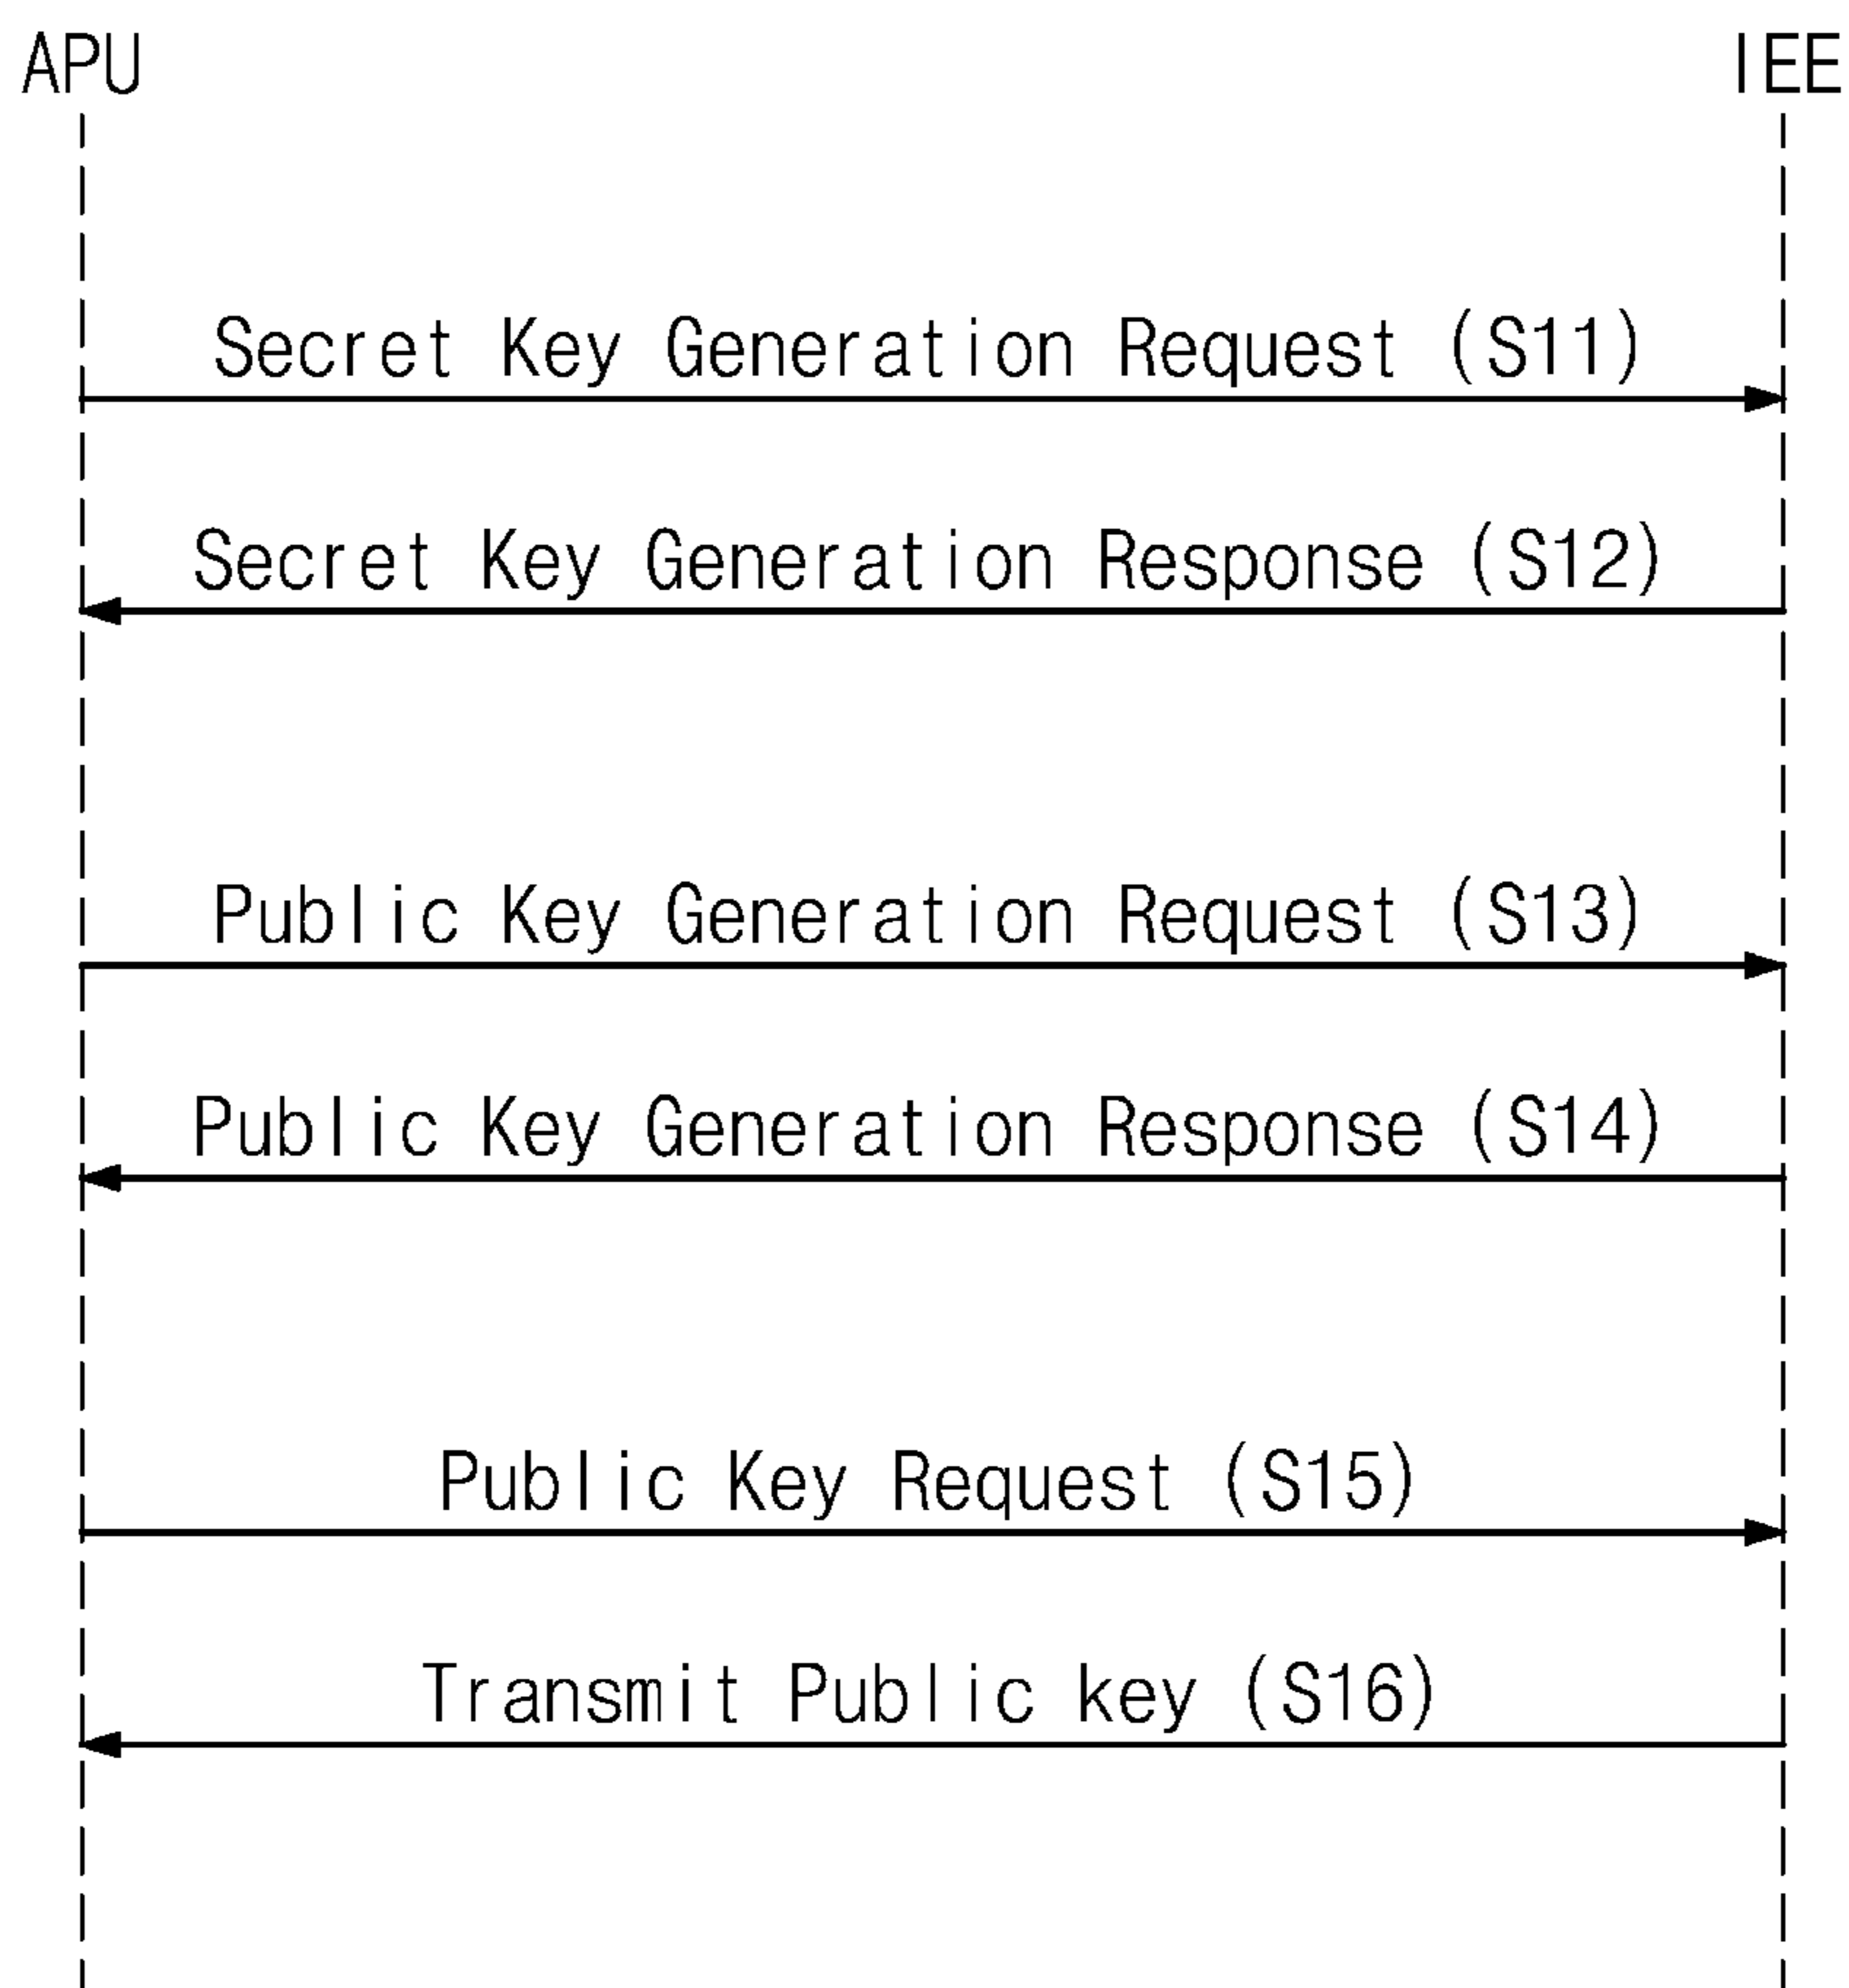 APU IEE
Secret Key Generation Request (S11)
Secret Key Generation Response (S12)
Public Key Generation Request (S13)
Public Key Generation Response (S14)
Public Key Request (S15)
Transmit Public key (S16)